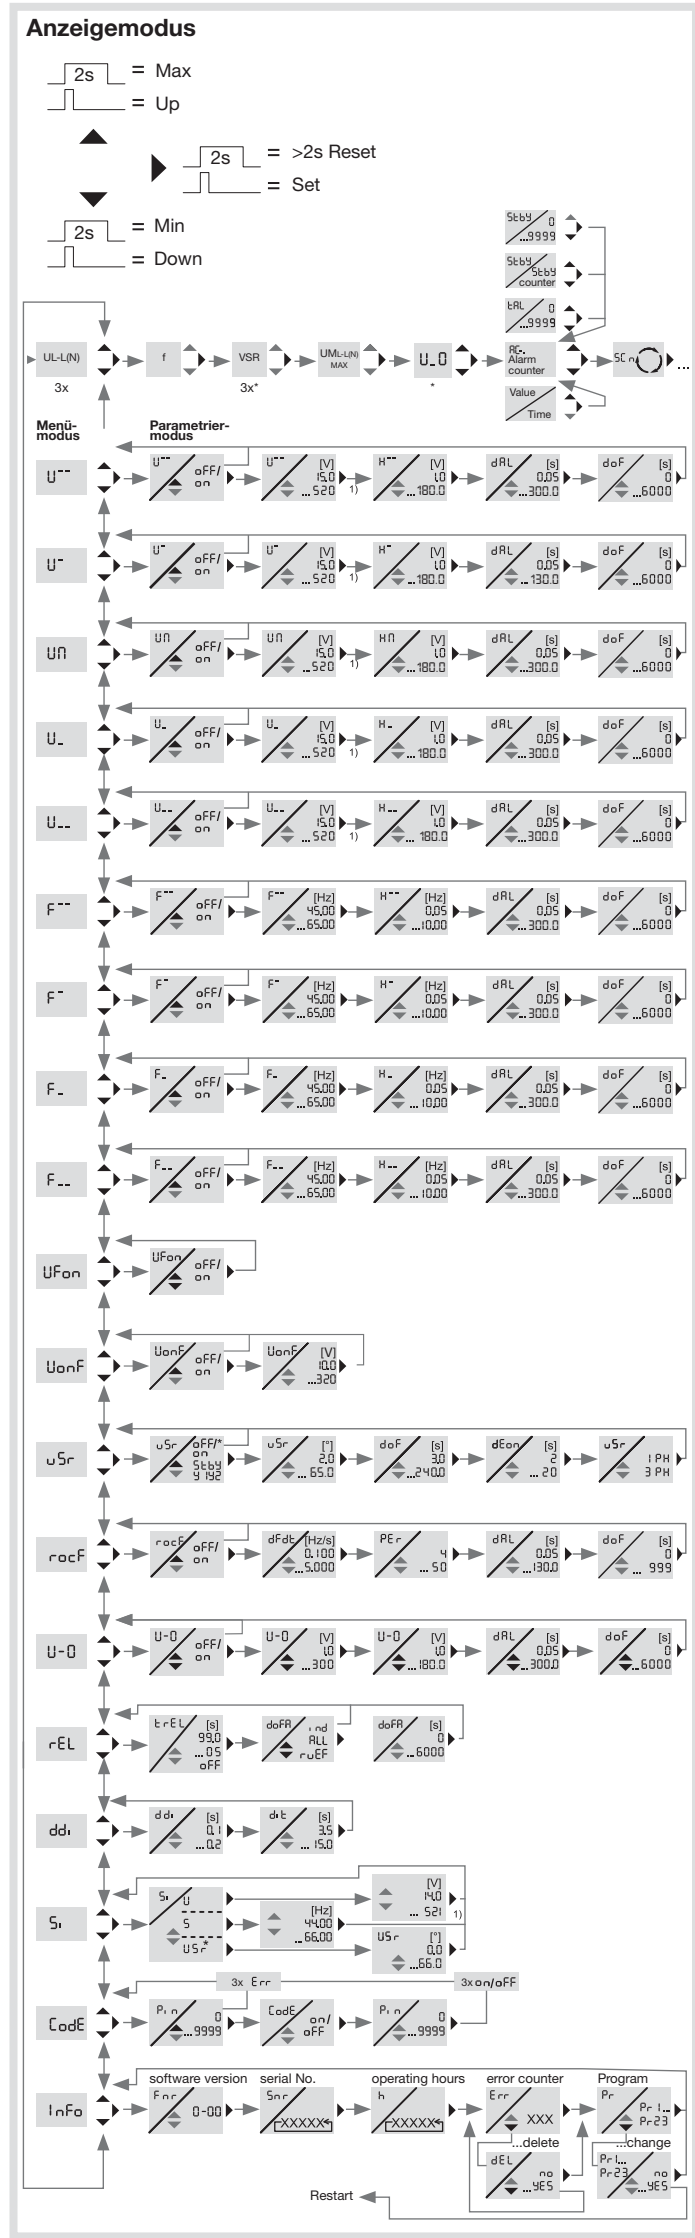 Anzeigemodus
2s = Max
= Up
2s = >2s Reset
= Set
2s = Min
= Down
Stby 0 ...9999
Stby Stby counter
tAL 0 ...9999
UL-L(N) f VSR UML-L(N) MAX U_0 AC-. Alarm counter SCn ...
3x 3x* *
Value Time
Menü-modus Parametrier-modus
U-- U-- oFF/on U-- [V] 15.0 ...520 1) H-- [V] 1.0 ...180.0 dAL [s] 0.05 ...300.0 doF [s] 0 ...6000
U- U- oFF/on U- [V] 15.0 ...520 1) H- [V] 1.0 ...180.0 dAL [s] 0.05 ...130.0 doF [s] 0 ...6000
Un Un oFF/on Un [V] 15.0 ...520 1) Hn [V] 1.0 ...180.0 dAL [s] 0.05 ...300.0 doF [s] 0 ...6000
U_ U_ oFF/on U_ [V] 15.0 ...520 1) H_ [V] 1.0 ...180.0 dAL [s] 0.05 ...300.0 doF [s] 0 ...6000
U__ U__ oFF/on U__ [V] 15.0 ...520 1) H__ [V] 1.0 ... 180.0 dAL [s] 0.05 ...300.0 doF [s] 0 ...6000
F-- F-- oFF/on F-- [Hz] 45.00 ...65.00 H-- [Hz] 0.05 ...10.00 dAL [s] 0.05 ...300.0 doF [s] 0 ...6000
F- F- oFF/on F- [Hz] 45.00 ...65.00 H- [Hz] 0.05 ...10.00 dAL [s] 0.05 ...300.0 doF [s] 0 ...6000
F_ F_ oFF/on F_ [Hz] 45.00 ...65.00 H_ [Hz] 0.05 ...10.00 dAL [s] 0.05 ...300.0 doF [s] 0 ...6000
F__ F__ oFF/on F__ [Hz] 45.00 ...65.00 H__ [Hz] 0.05 ...10.00 dAL [s] 0.05 ...300.0 doF [s] 0 ...6000
UFon UFon oFF/on
UonF UonF oFF/on UonF [V] 10.0 ...320
uSr uSr oFF/* on Stby y 1y2 uSr [°] 2.0 ... 65.0 doF [s] 3.0 ...240.0 dEon [s] 2 ... 20 uSr 1 PH 3 PH
rocF rocF oFF/on dFdt [Hz/s] 0.100 ...5.000 PEr 4 ... 50 dAL [s] 0.05 ...130.0 doF [s] 0 ... 999
U-0 U-0 oFF/on U-0 [V] 1.0 ...300 U-0 [V] 1.0 ...180.0 dAL [s] 0.05 ...300.0 doF [s] 0 ...6000
rEL trEL [s] 99.0 ... 0.5 oFF doFA ind ALL ruEF doFA [s] 0 ...6000
ddi ddi [s] 0.1 ...0.2 dit [s] 3.5 ... 15.0
Si Si U S USr* [Hz] 44.00 ...66.00 [V] 14.0 ... 521 1) USr [°] 0.0 ...66.0
3x Err 3x on/oFF
CodE Pin 0 ...9999 CodE on/oFF Pin 0 ...9999
software version serial No. operating hours error counter Program
InFo Fnr 0-00 Snr XXXXX h XXXXX Err XXX Pr Pr 1... Pr23
...delete ...change
dEL no ...YES Pr1... Pr23 no ...YES
Restart